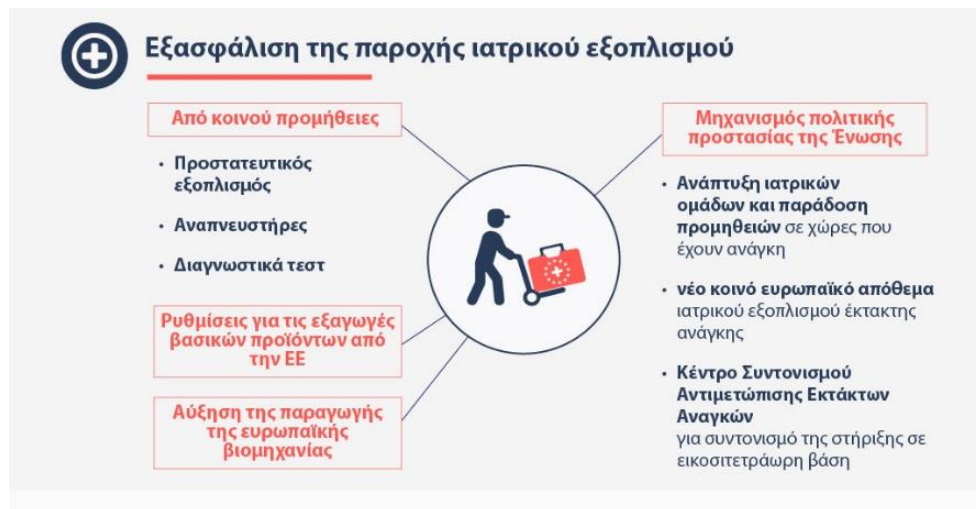 Εξασφάλιση της παροχής ιατρικού εξοπλισμού
Από κοινού προμήθειες
• Προστατευτικός
εξοπλισμός
• Αναπνευστήρες
• Διαγνωστικά τεστ
Ρυθμίσεις για τις εξαγωγές
βασικών προϊόντων από
την ΕΕ
Αύξηση της παραγωγής
της ευρωπαϊκής
βιομηχανίας
Μηχανισμός πολιτικής
προστασίας της Ένωσης
• Ανάπτυξη ιατρικών
ομάδων και παράδοση
προμηθειών σε χώρες που
έχουν ανάγκη
• νέο κοινό ευρωπαϊκό απόθεμα
ιατρικού εξοπλισμού έκτακτης
ανάγκης
• Κέντρο Συντονισμού
Αντιμετώπισης Εκτάκτων
Αναγκών
για συντονισμό της στήριξης σε
εικοσιτετράωρη βάση